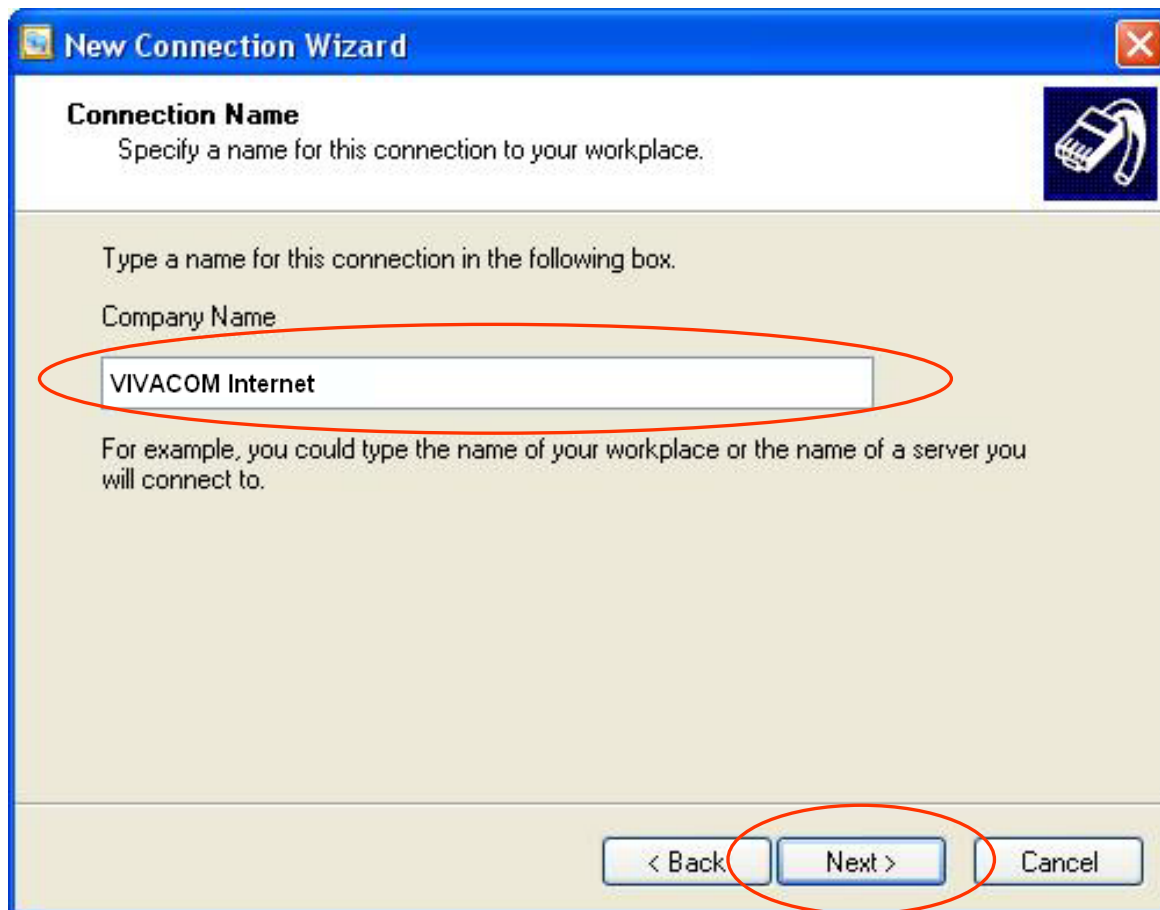 New Connection Wizard
Connection Name
Specify a name for this connection to your workplace.
Type a name for this connection in the following box.
Company Name
VIVACOM Internet
For example, you could type the name of your workplace or the name of a server you
will connect to.
< Back Next > Cancel